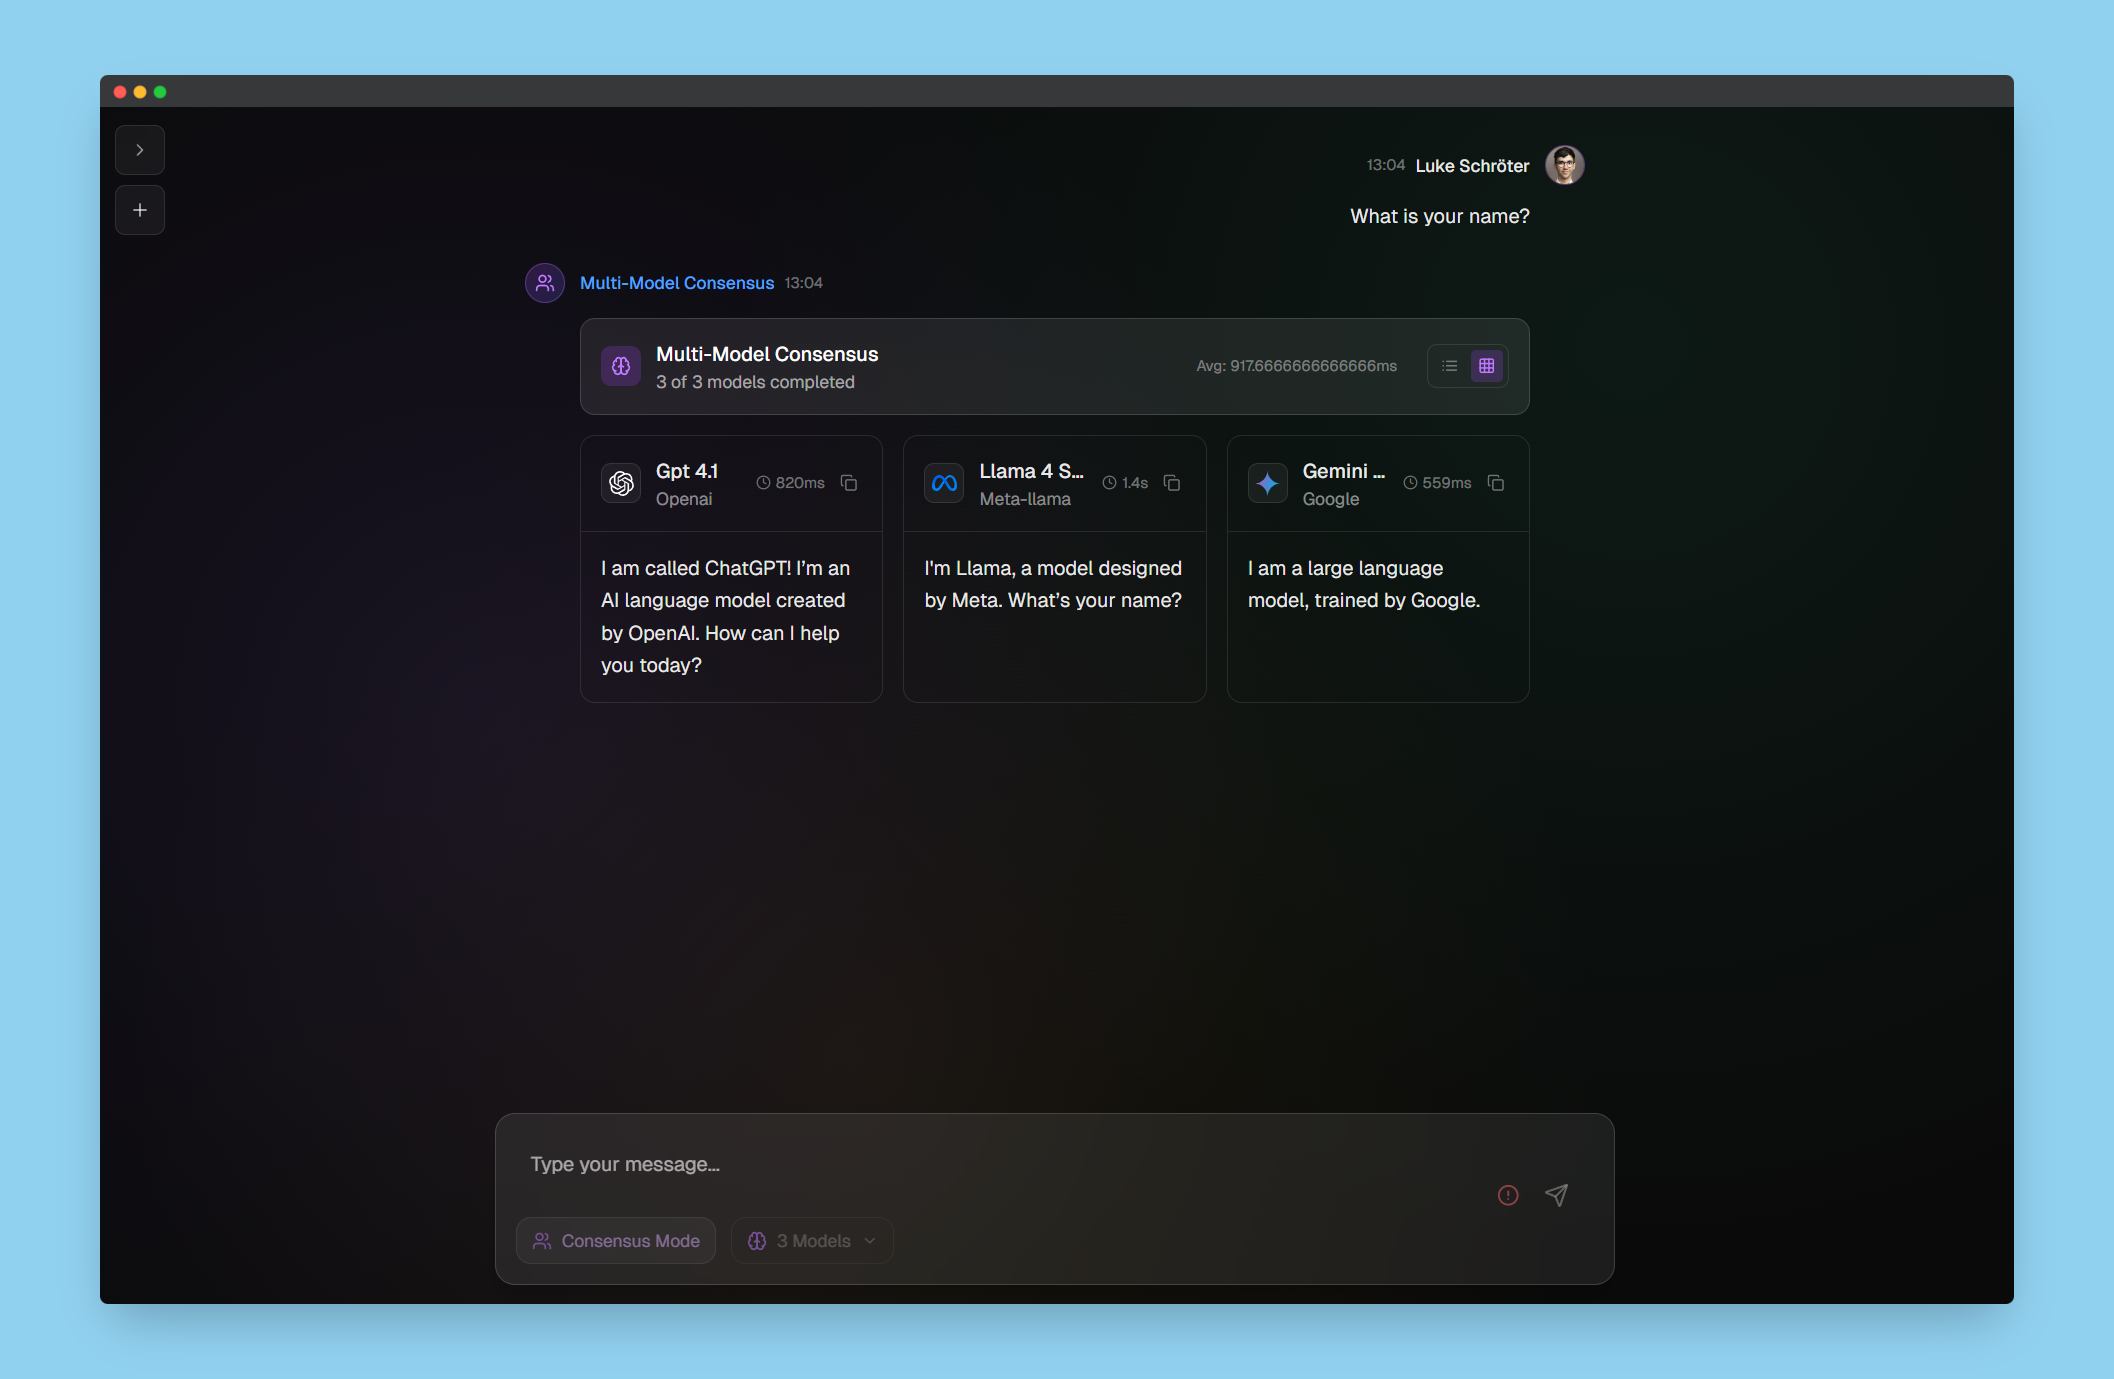 13:04 Luke Schröter
What is your name?
Multi-Model Consensus 13:04
Multi-Model Consensus
3 of 3 models completed
Avg: 917.6666666666666ms
Gpt 4.1
Openai
820ms
I am called ChatGPT! I’m an
AI language model created
by OpenAI. How can I help
you today?
Llama 4 S...
Meta-llama
1.4s
I'm Llama, a model designed
by Meta. What’s your name?
Gemini ...
Google
559ms
I am a large language
model, trained by Google.
Type your message...
Consensus Mode
3 Models